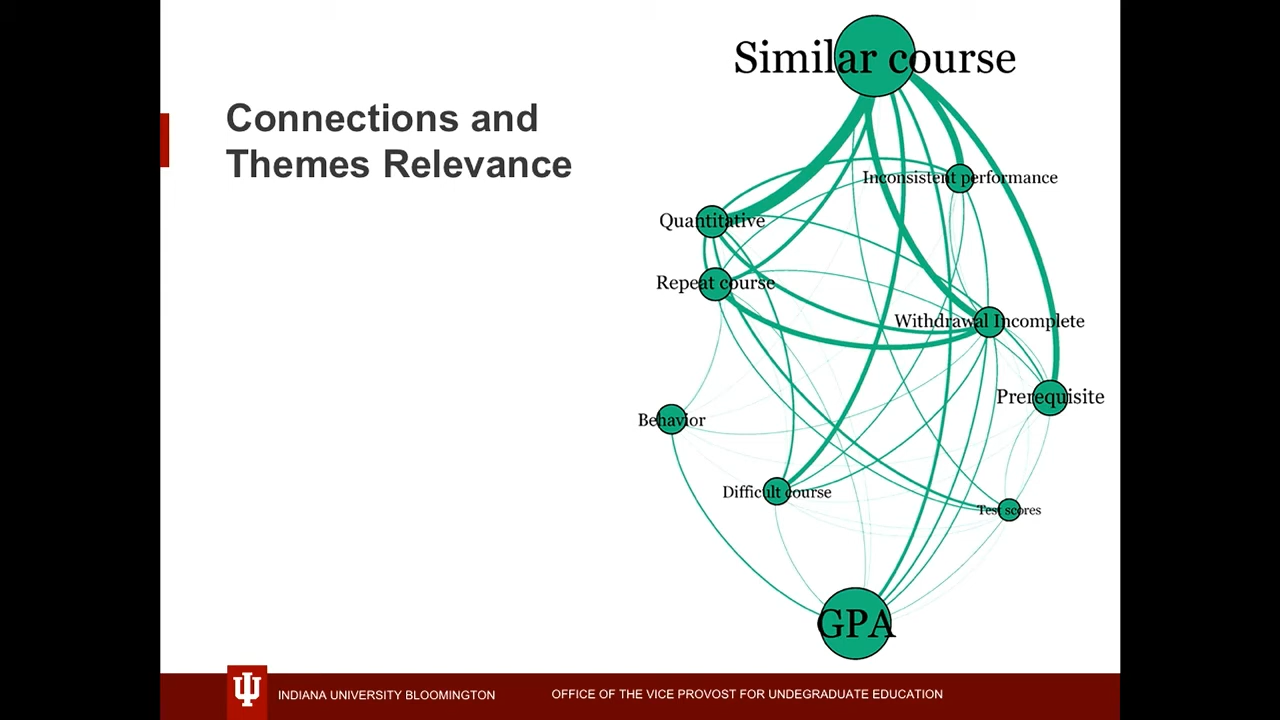 Connections and
Themes Relevance
Similar course
Inconsistent performance
Quantitative
Repeat course
Withdrawal Incomplete
Prerequisite
Behavior
Difficult course
Test scores
GPA
INDIANA UNIVERSITY BLOOMINGTON
OFFICE OF THE VICE PROVOST FOR UNDEGRADUATE EDUCATION